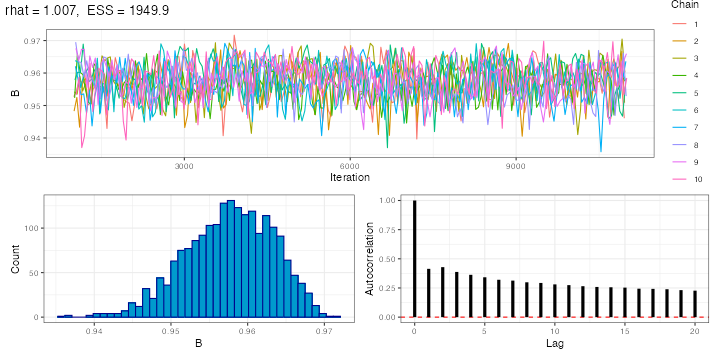 rhat = 1.007,  ESS = 1949.9
Chain
1
2
3
4
5
6
7
8
9
10
0.97
0.96
0.95
0.94
B
3000 6000 9000
Iteration
100
50
0
Count
0.94 0.95 0.96 0.97
B
1.00
0.75
0.50
0.25
0.00
Autocorrelation
0 5 10 15 20
Lag